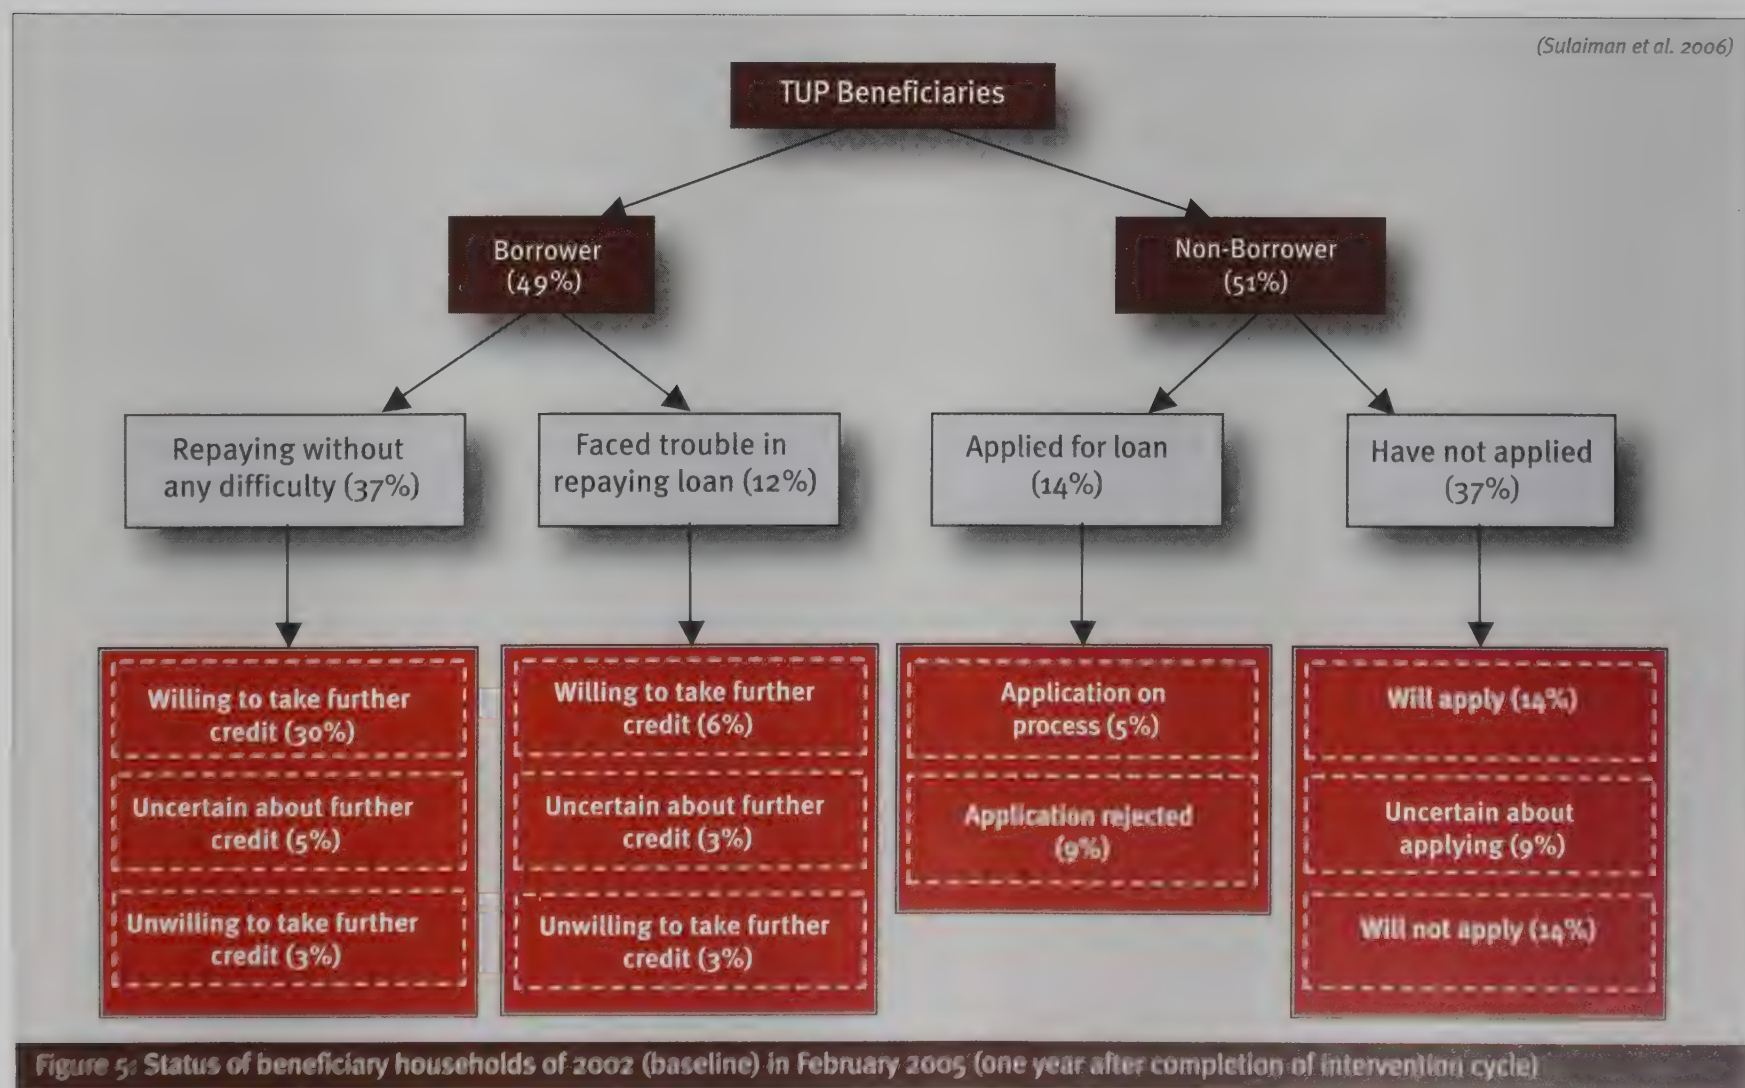 (Sulaiman et al. 2006)
TUP Beneficiaries
Borrower
(49%)
Non-Borrower
(51%)
Repaying without
any difficulty (37%)
Faced trouble in
repaying loan (12%)
Applied for loan
(14%)
Have not applied
(37%)
Willing to take further
credit (30%)
Uncertain about further
credit (5%)
Unwilling to take further
credit (3%)
Willing to take further
credit (6%)
Uncertain about further
credit (3%)
Unwilling to take further
credit (3%)
Application on
process (5%)
Application rejected
(9%)
Will apply (14%)
Uncertain about
applying (9%)
Will not apply (14%)
Figure 5: Status of beneficiary households of 2002 (baseline) in February 2005 (one year after completion of intervention cycle)